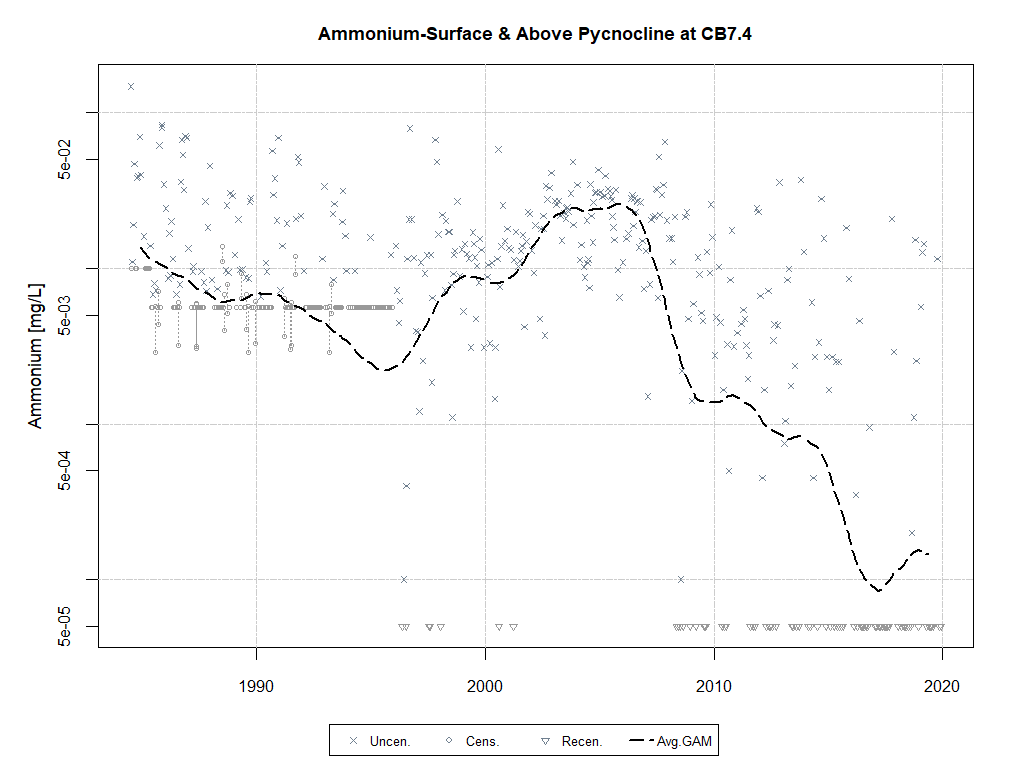 Ammonium-Surface & Above Pycnocline at CB7.4
Ammonium [mg/L]
5e-02
5e-03
5e-04
5e-05
1990
2000
2010
2020
Uncen.
Cens.
Recen.
Avg.GAM